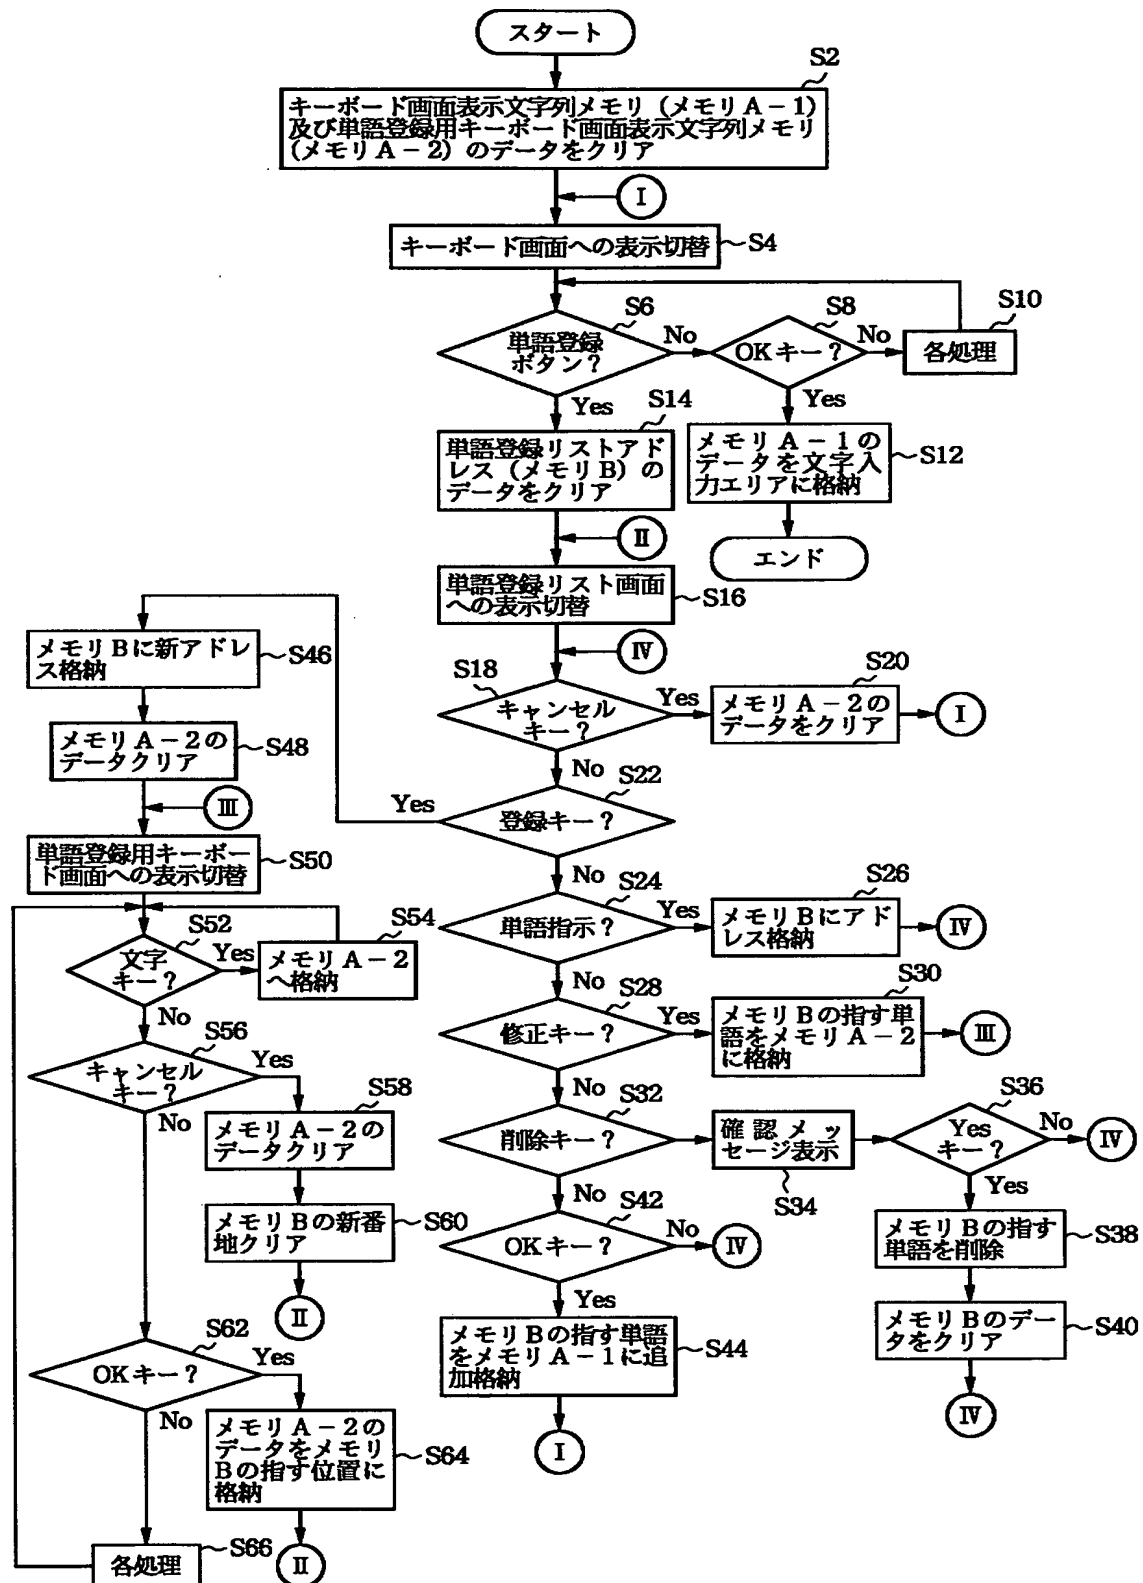 スタート
S2
キーボード画面表示文字列メモリ(メモリA-1)
及び単語登録用キーボード画面表示文字列メモリ
(メモリA-2)のデータをクリア
I
キーボード画面への表示切替
S4
S6
単語登録
ボタン?
No
Yes
S8
OKキー?
No
Yes
S10
各処理
S12
メモリA-1の
データを文字入
力エリアに格納
エンド
S14
単語登録リストアド
レス(メモリB)の
データをクリア
II
単語登録リスト画面
への表示切替
S16
IV
S18
キャンセル
キー?
Yes
No
S20
メモリA-2の
データをクリア
I
S22
登録キー?
Yes
No
S24
単語指示?
Yes
No
S26
メモリBにアド
レス格納
IV
S28
修正キー?
Yes
No
S30
メモリBの指す単
語をメモリA-2
に格納
III
S32
削除キー?
No
確認メッ
セージ表示
S34
S36
Yes
キー?
No
IV
Yes
メモリBの指す
単語を削除
S38
メモリBのデー
タをクリア
S40
IV
S42
OKキー?
No
IV
Yes
メモリBの指す単語
をメモリA-1に追
加格納
S44
I
メモリBに新アドレ
ス格納
S46
メモリA-2の
データクリア
S48
III
単語登録用キーボー
ド画面への表示切替
S50
S52
文字
キー?
Yes
No
S54
メモリA-2
へ格納
S56
キャンセル
キー?
Yes
No
S58
メモリA-2の
データクリア
メモリBの新番
地クリア
S60
II
S62
OKキー?
Yes
No
メモリA-2の
データをメモリ
Bの指す位置に
格納
S64
II
各処理
S66